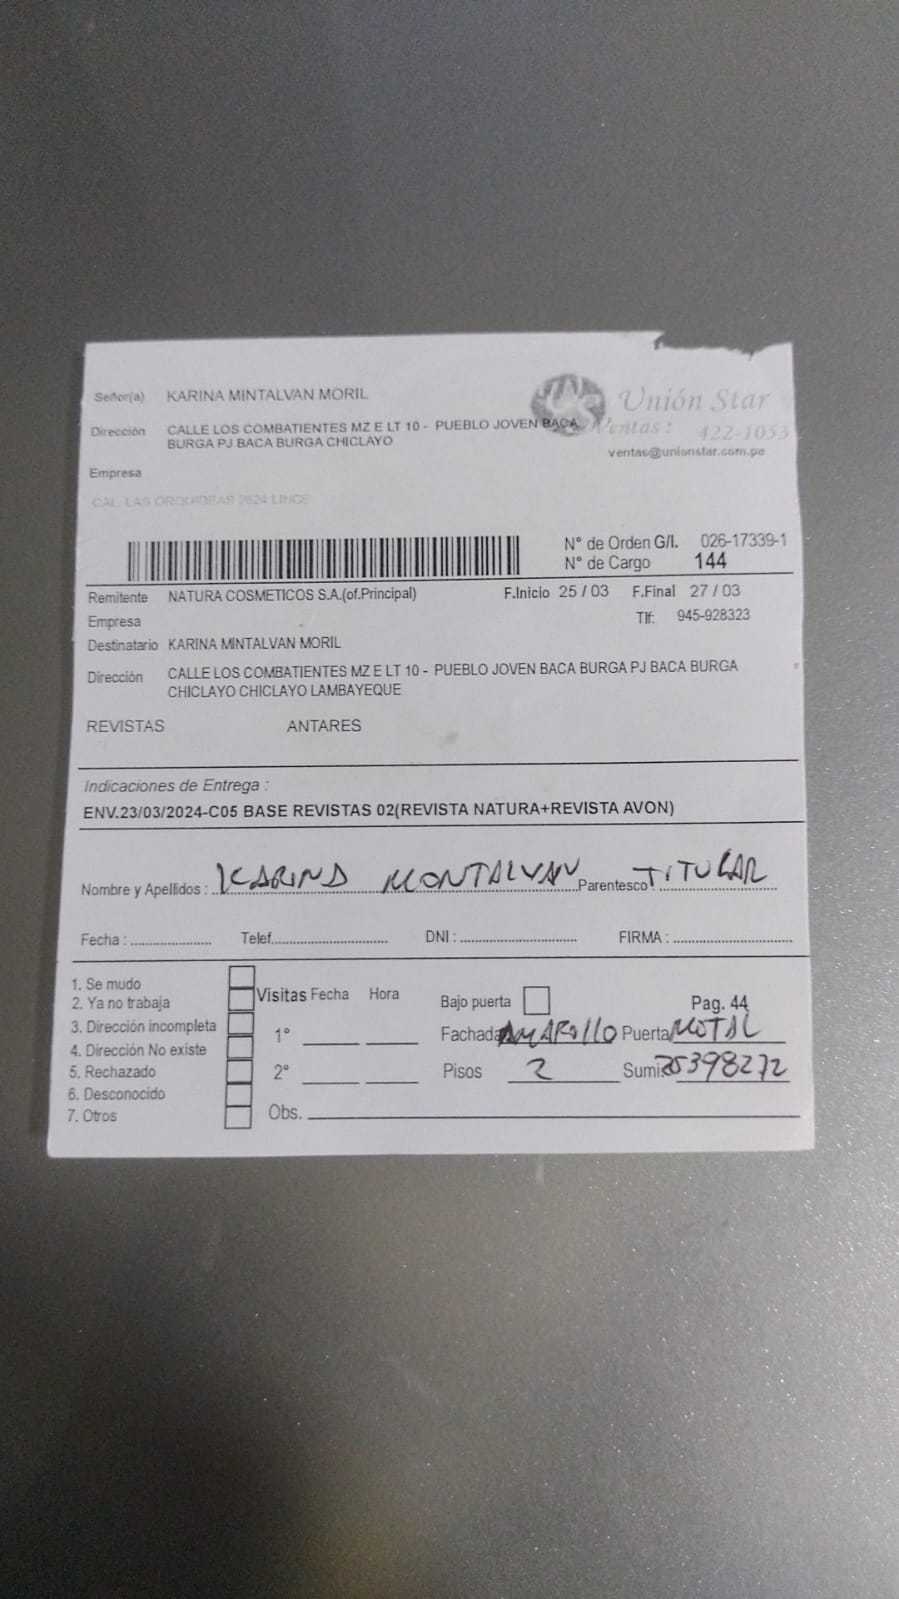 Señor(a) KARINA MINTALVAN MORIL
Unión Star
Dirección CALLE LOS COMBATIENTES MZ E LT 10 - PUEBLO JOVEN BACA
Ventas : 422-1053
BURGA PJ BACA BURGA CHICLAYO
ventas@unionstar.com.pe
Empresa
CAL. LAS ORQUIDEAS 2624 LINCE
N° de Orden G/I. 026-17339-1
N° de Cargo 144
Remitente NATURA COSMETICOS S.A.(of.Principal) F.Inicio 25 / 03 F.Final 27 / 03
Empresa Tlf: 945-928323
Destinatario KARINA MINTALVAN MORIL
Dirección CALLE LOS COMBATIENTES MZ E LT 10 - PUEBLO JOVEN BACA BURGA PJ BACA BURGA
CHICLAYO CHICLAYO LAMBAYEQUE
REVISTAS ANTARES
Indicaciones de Entrega :
ENV.23/03/2024-C05 BASE REVISTAS 02(REVISTA NATURA+REVISTA AVON)
Nombre y Apellidos : KARINA MONTALVAN Parentesco TITULAR
Fecha : Telef. DNI : FIRMA :
1. Se mudo
2. Ya no trabaja
3. Dirección incompleta
4. Dirección No existe
5. Rechazado
6. Desconocido
7. Otros
Visitas Fecha Hora
1°
2°
Obs.
Bajo puerta Pag. 44
Fachada AMARILLO Puerta METAL
Pisos 2 Sumi. 25398272